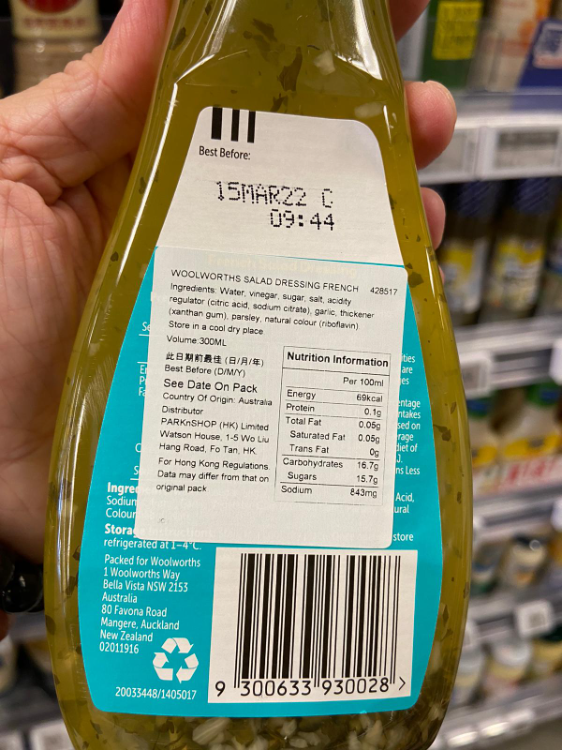 Best Before:
15MAR22 C
09:44
WOOLWORTHS SALAD DRESSING FRENCH 428517
Ingredients: Water, vinegar, sugar, salt, acidity
regulator (citric acid, sodium citrate), garlic, thickener
(xanthan gum), parsley, natural colour (riboflavin)
Store in a cool dry place
Volume:300ML
此日期前最佳 (日/月/年)
Best Before (D/M/Y)
See Date On Pack
Country Of Origin: Australia
Distributor
PARKnSHOP (HK) Limited
Watson House, 1-5 Wo Liu
Hang Road, Fo Tan, HK.
For Hong Kong Regulations.
Data may differ from that on
original pack
Nutrition Information
Per 100ml
Energy 69kcal
Protein 0.1g
Total Fat 0.05g
Saturated Fat 0.05g
Trans Fat 0g
Carbohydrates 16.7g
Sugars 15.7g
Sodium 843mg
Acid,
store
refrigerated at 1-4°C.
Packed for Woolworths
1 Woolworths Way
Bella Vista NSW 2153
Australia
80 Favona Road
Mangere, Auckland
New Zealand
02011916
20033448/1405017
9 300633 930028 >